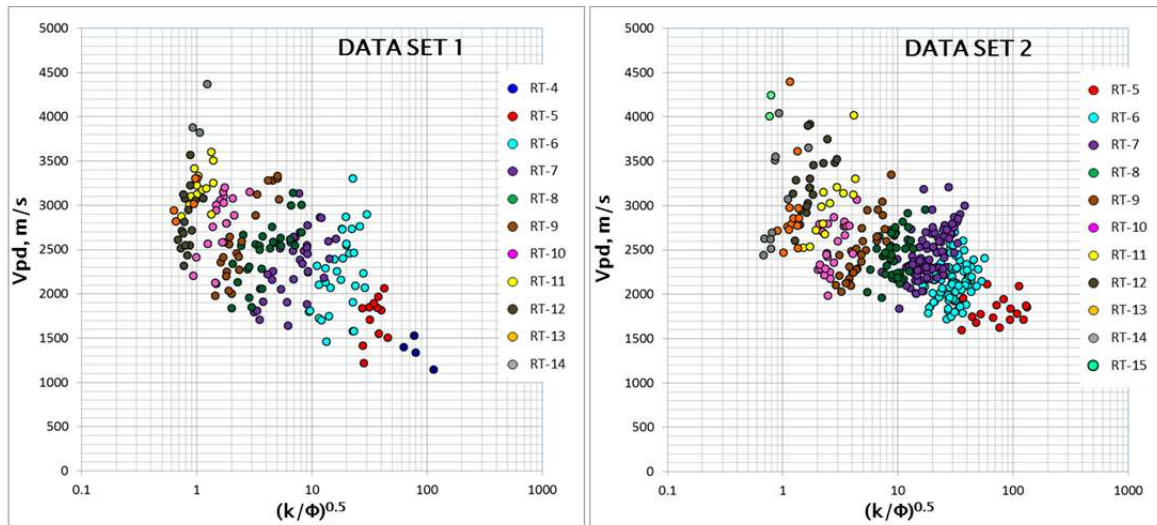 DATA SET 1
Vpd, m/s
5000
4500
4000
3500
3000
2500
2000
1500
1000
500
0
0.1 1 10 100 1000
(k/Φ)^0.5
RT-4
RT-5
RT-6
RT-7
RT-8
RT-9
RT-10
RT-11
RT-12
RT-13
RT-14
DATA SET 2
Vpd, m/s
5000
4500
4000
3500
3000
2500
2000
1500
1000
500
0
0.1 1 10 100 1000
(k/Φ)^0.5
RT-5
RT-6
RT-7
RT-8
RT-9
RT-10
RT-11
RT-12
RT-13
RT-14
RT-15